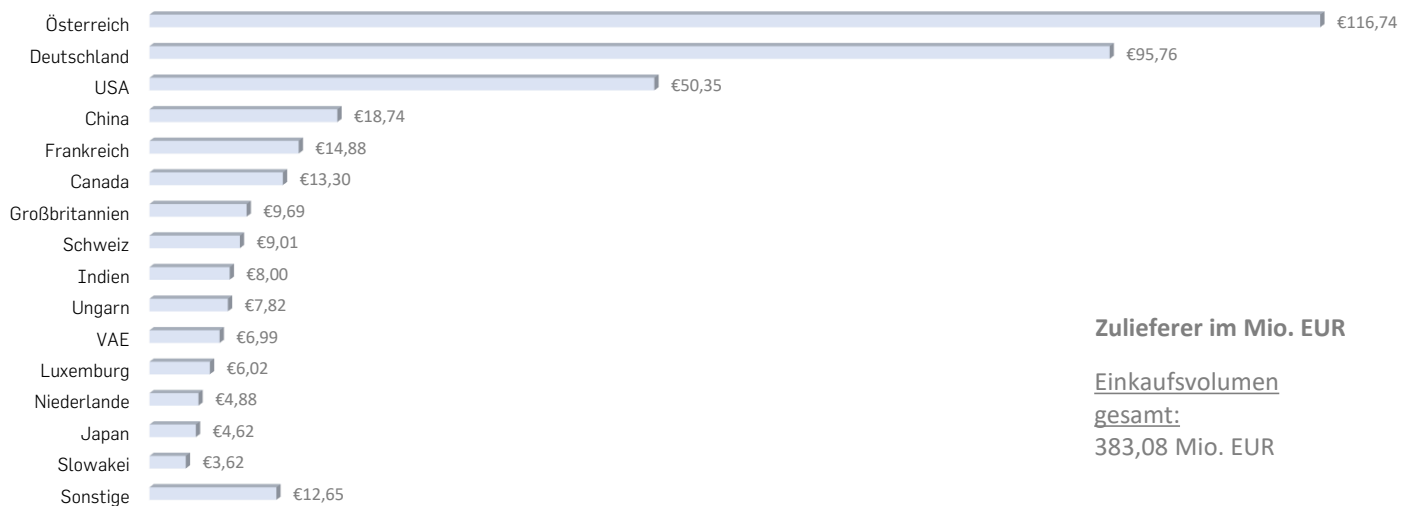 Österreich €116,74
Deutschland €95,76
USA €50,35
China €18,74
Frankreich €14,88
Canada €13,30
Großbritannien €9,69
Schweiz €9,01
Indien €8,00
Ungarn €7,82
VAE €6,99
Luxemburg €6,02
Niederlande €4,88
Japan €4,62
Slowakei €3,62
Sonstige €12,65
Zulieferer im Mio. EUR
Einkaufsvolumen
gesamt:
383,08 Mio. EUR